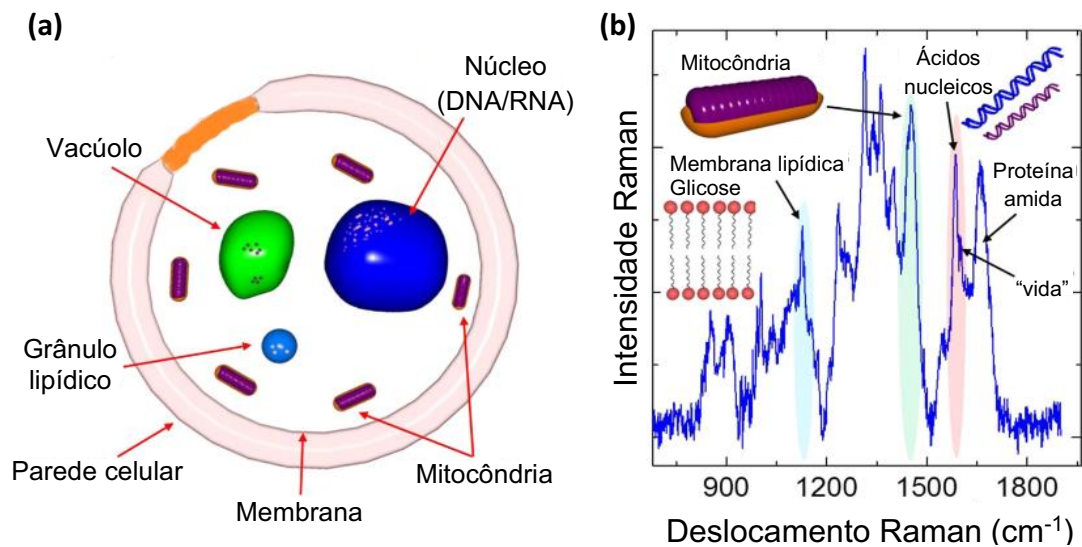 (a)
Núcleo
(DNA/RNA)
Vacúolo
Grânulo
lipídico
Parede celular
Membrana
Mitocôndria
(b)
Intensidade Raman
Mitocôndria
Ácidos
nucleicos
Membrana lipídica
Glicose
Proteína
amida
“vida”
900
1200
1500
1800
Deslocamento Raman (cm-1)